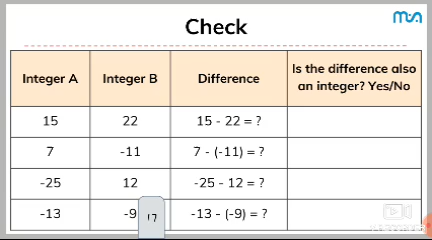 Check
Integer A Integer B Difference Is the difference also an integer? Yes/No
15 22 15 - 22 = ?
7 -11 7 - (-11) = ?
-25 12 -25 - 12 = ?
-13 -9 17 -13 - (-9) = ?